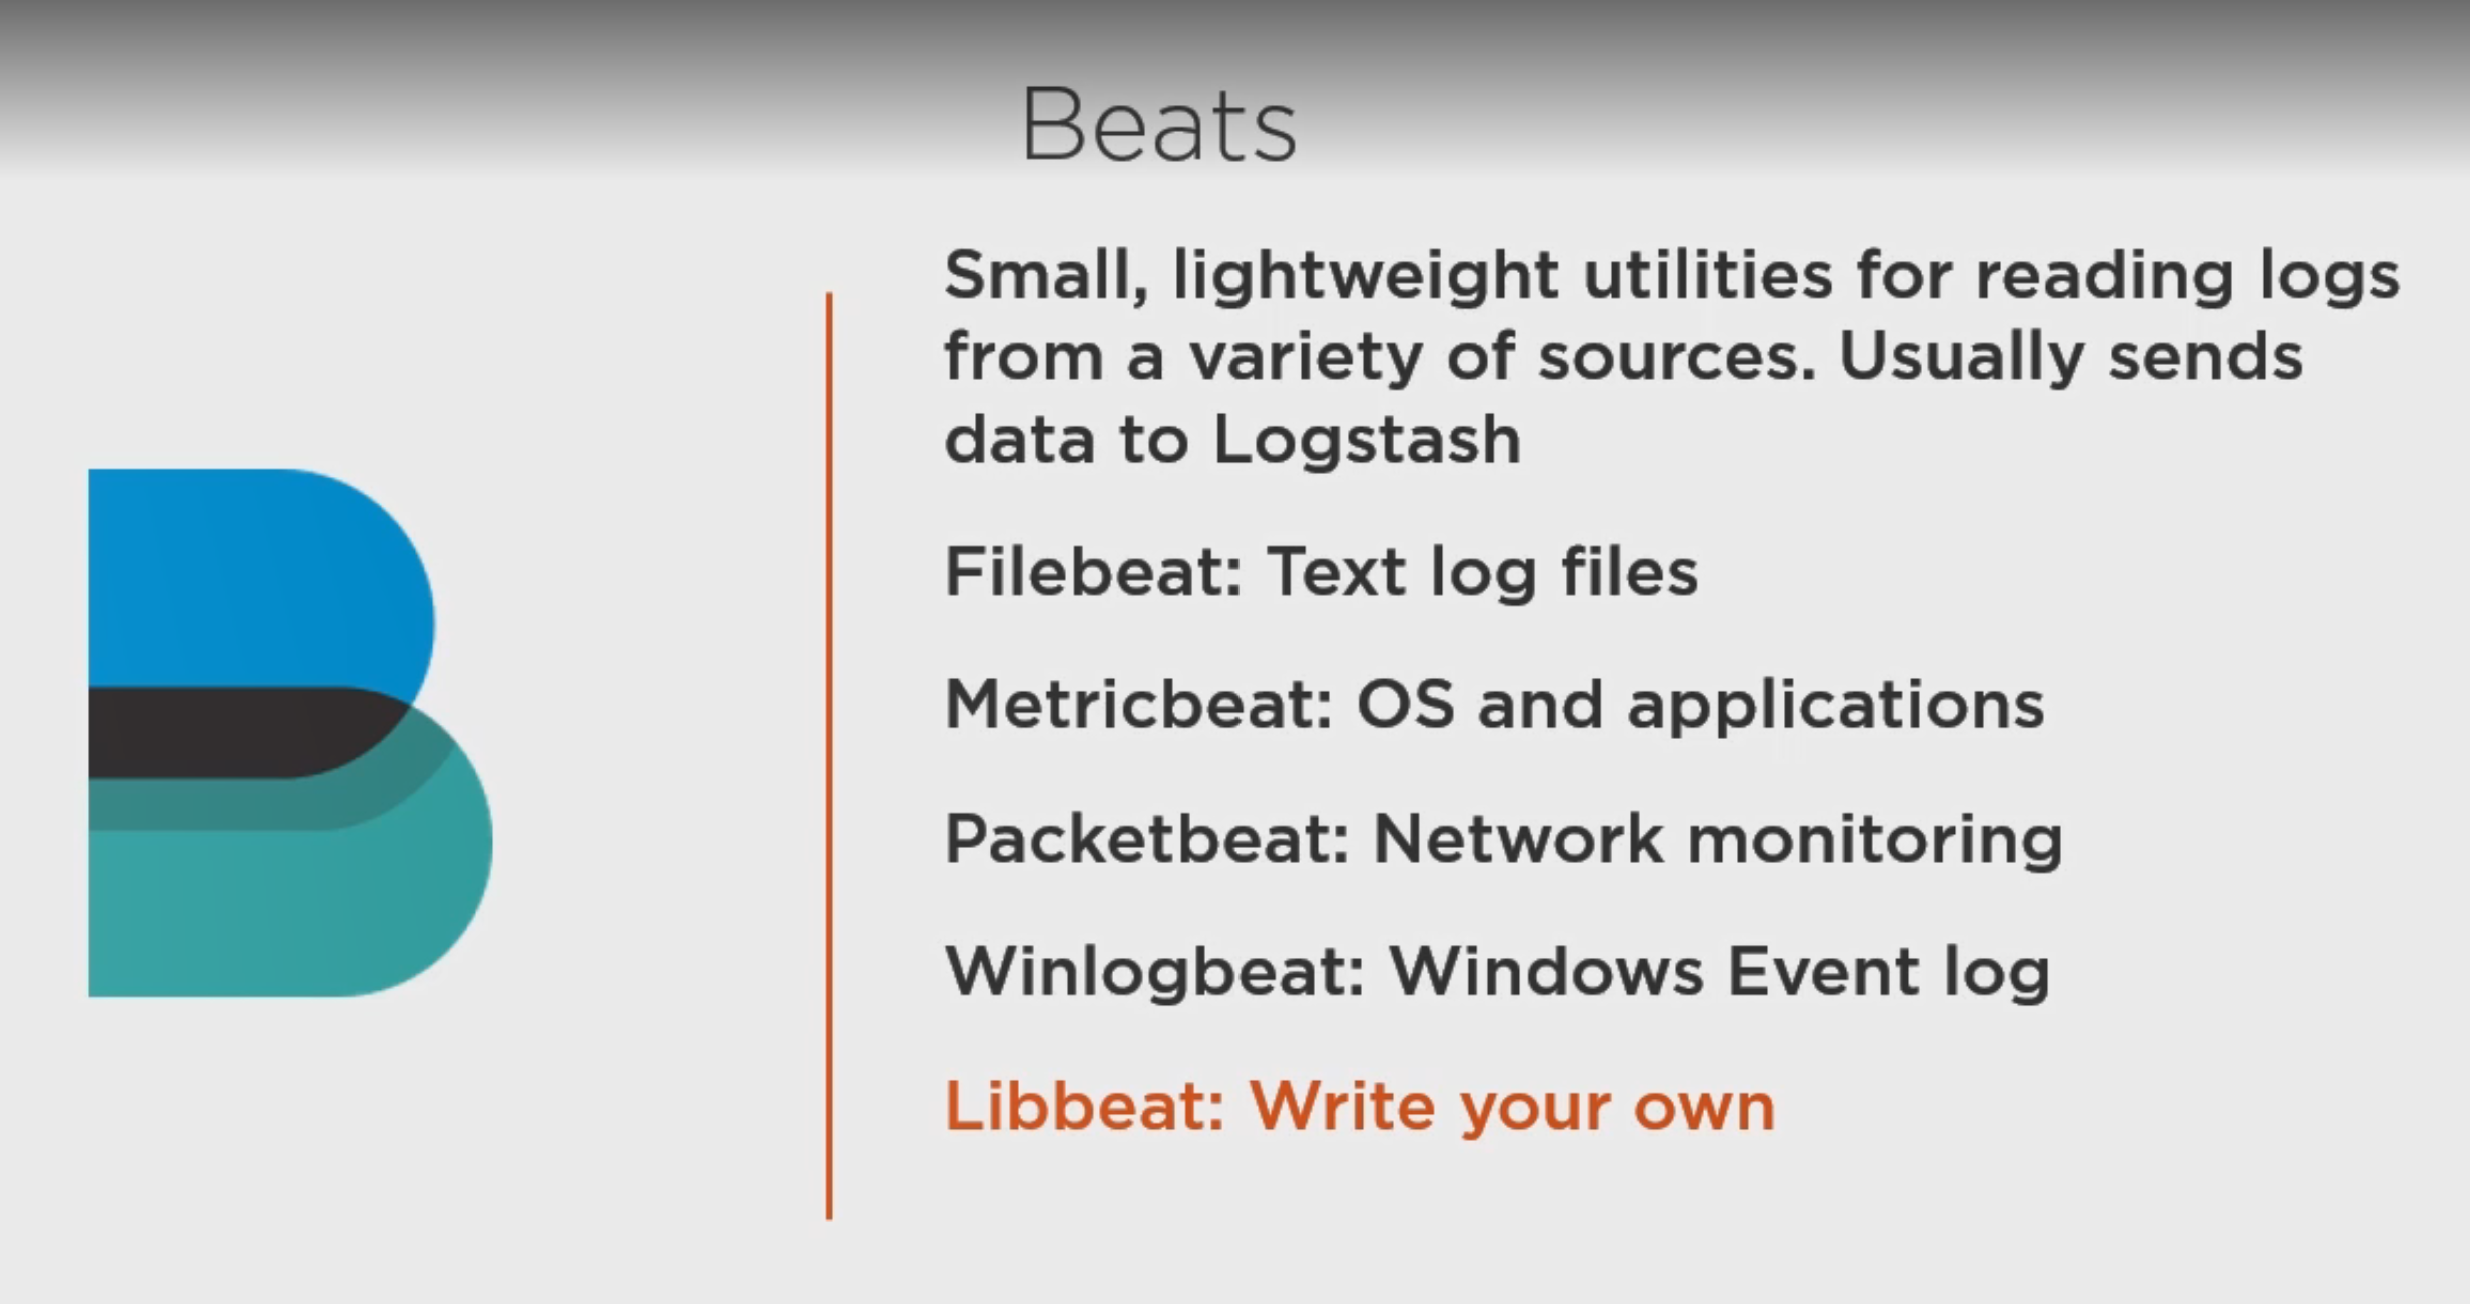 Beats
Small, lightweight utilities for reading logs
from a variety of sources. Usually sends
data to Logstash
Filebeat: Text log files
Metricbeat: OS and applications
Packetbeat: Network monitoring
Winlogbeat: Windows Event log
Libbeat: Write your own